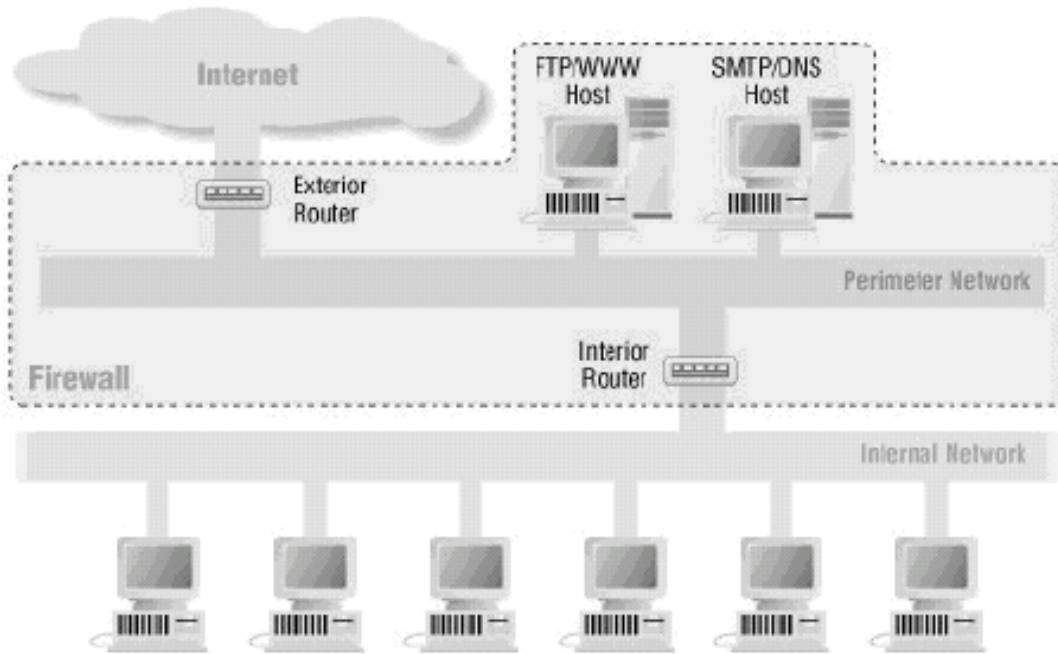 Internet
FTP/WWW
Host
SMTP/DNS
Host
Exterior
Router
Perimeter Network
Interior
Router
Firewall
Internal Network